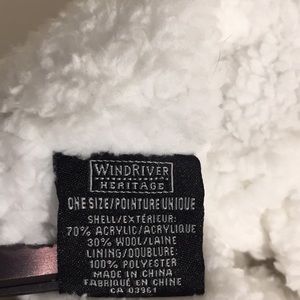 WINDRIVER
HERITAGE
ONE SIZE/POINTURE UNIQUE
SHELL/EXTÉRIEUR:
70% ACRYLIC/ACRYLIQUE
30% WOOL/LAINE
LINING/DOUBLURE:
100% POLYESTER
MADE IN CHINA
FABRIQUÉ EN CHINE
CA 03961